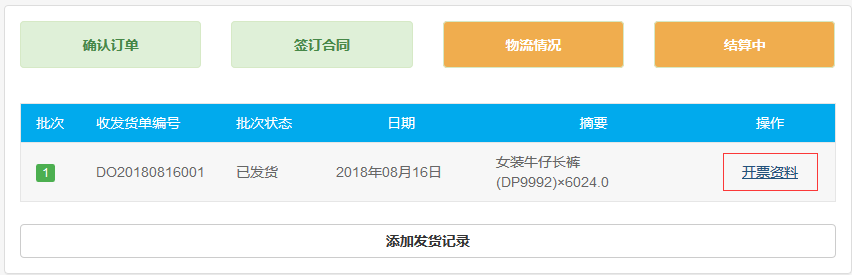 确认订单
签订合同
物流情况
结算中
批次 收发货单编号 批次状态 日期 摘要 操作
1 DO20180816001 已发货 2018年08月16日 女装牛仔长裤 开票资料
(DP9992)×6024.0
添加发货记录